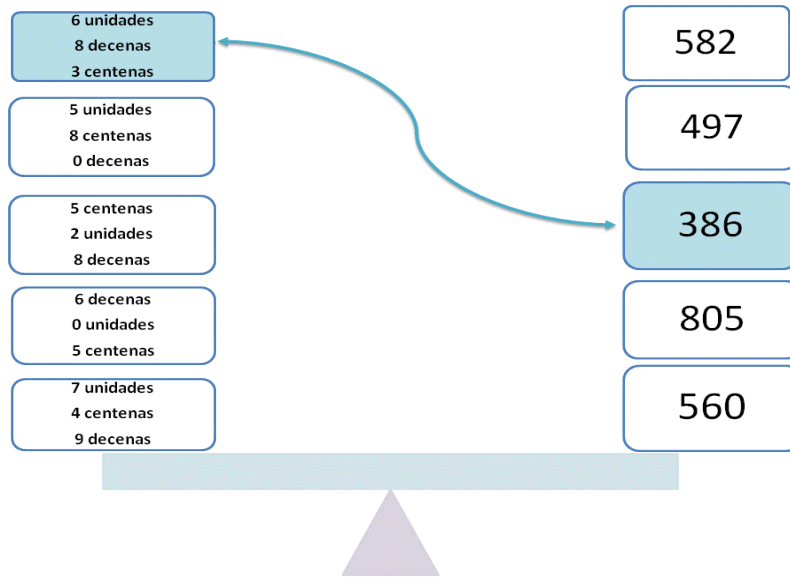 6 unidades
8 decenas
3 centenas
5 unidades
8 centenas
0 decenas
5 centenas
2 unidades
8 decenas
6 decenas
0 unidades
5 centenas
7 unidades
4 centenas
9 decenas
582
497
386
805
560